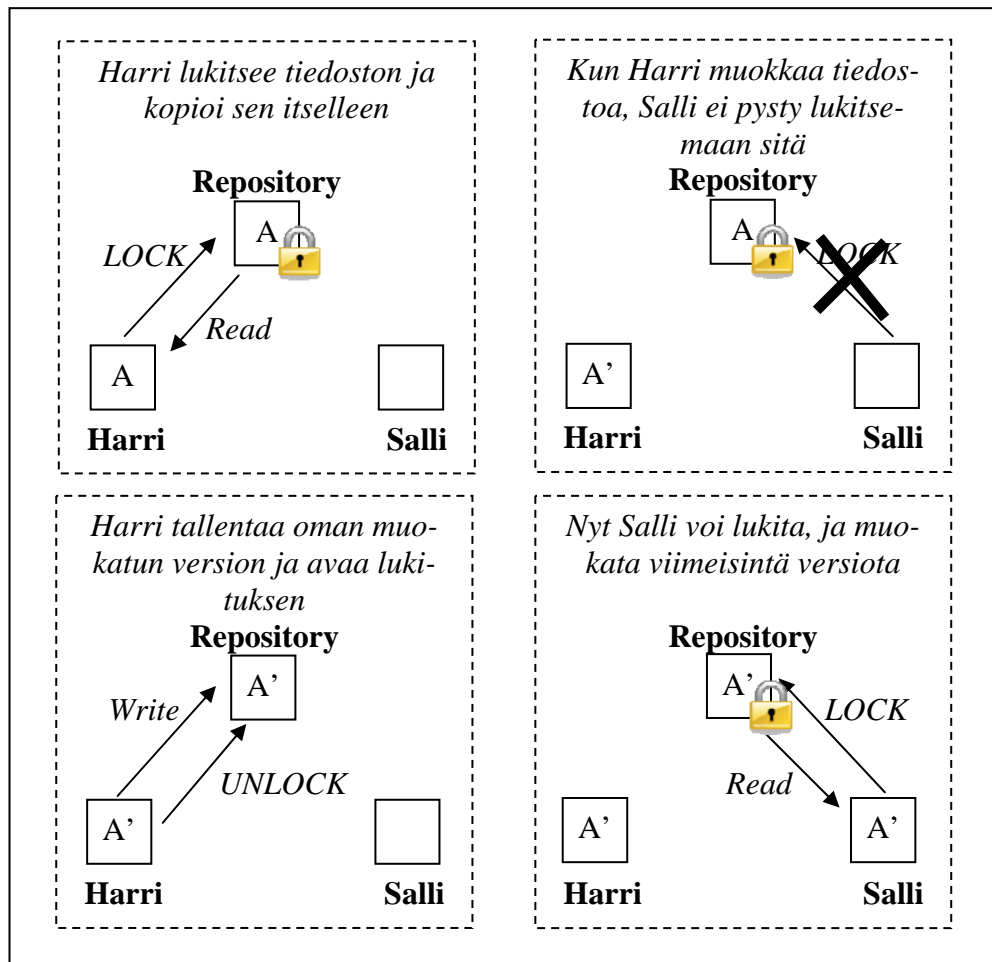 Harri lukitsee tiedoston ja
kopioi sen itselleen
Repository
A
LOCK
Read
A
Harri
Salli
Kun Harri muokkaa tiedos-
toa, Salli ei pysty lukitse-
maan sitä
Repository
A
LOCK
A’
Harri
Salli
Harri tallentaa oman muo-
katun version ja avaa luki-
tuksen
Repository
A’
Write
UNLOCK
A’
Harri
Salli
Nyt Salli voi lukita, ja muo-
kata viimeisintä versiota
Repository
A’
LOCK
Read
A’
A’
Harri
Salli